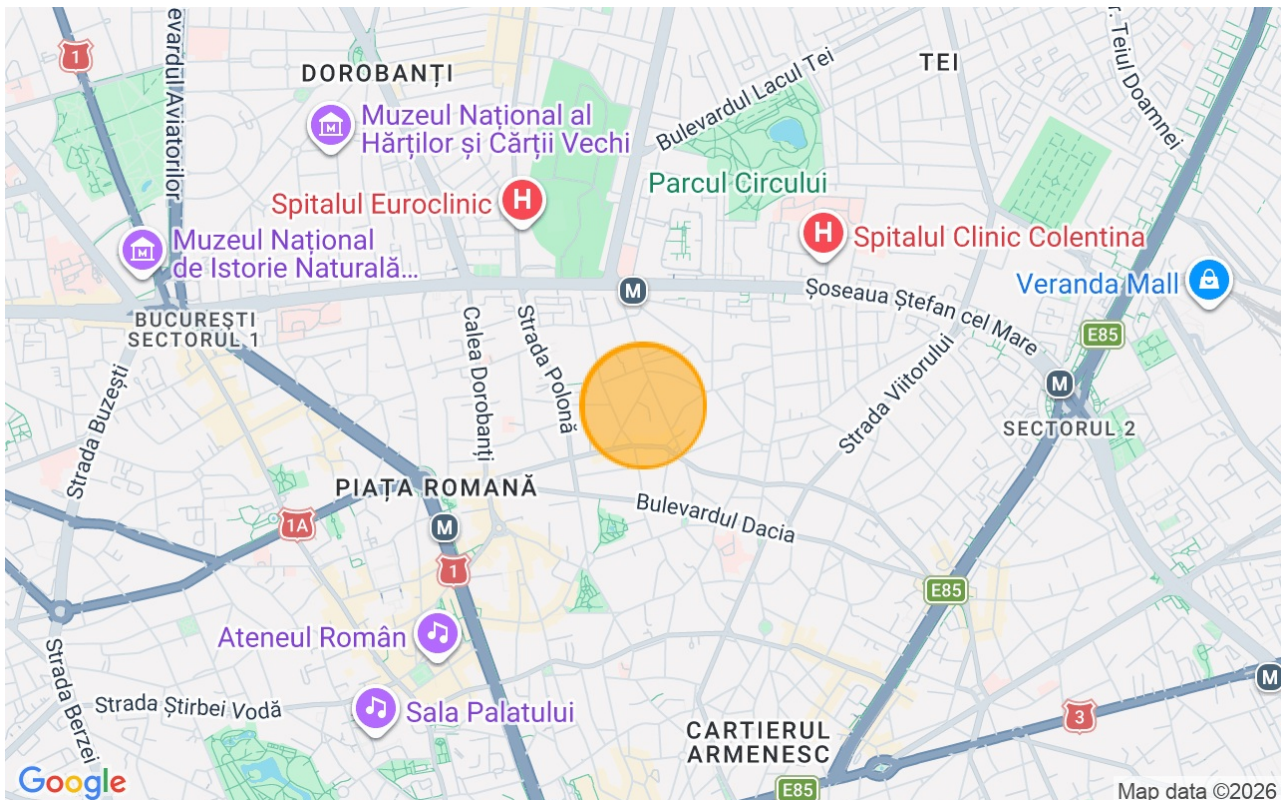 1
evardul Aviatorilor
DOROBANȚI
Muzeul Național al
Hărților și Cărții Vechi
Bulevardul Lacul Tei
TEI
r. Teiul Doamnei
Spitalul Euroclinic
H
Parcul Circului
H
Spitalul Clinic Colentina
Muzeul Național
de Istorie Naturală...
M
Șoseaua Ștefan cel Mare
Veranda Mall
BUCUREȘTI
SECTORUL 1
Calea Dorobanți
Strada Polonă
E85
Strada Buzești
Strada Viitorului
M
SECTORUL 2
PIAȚA ROMANĂ
1A
M
Bulevardul Dacia
1
E85
Ateneul Român
Strada Berzei
Strada Știrbei Vodă
Sala Palatului
M
3
CARTIERUL
ARMENESC
E85
Google
Map data ©2026